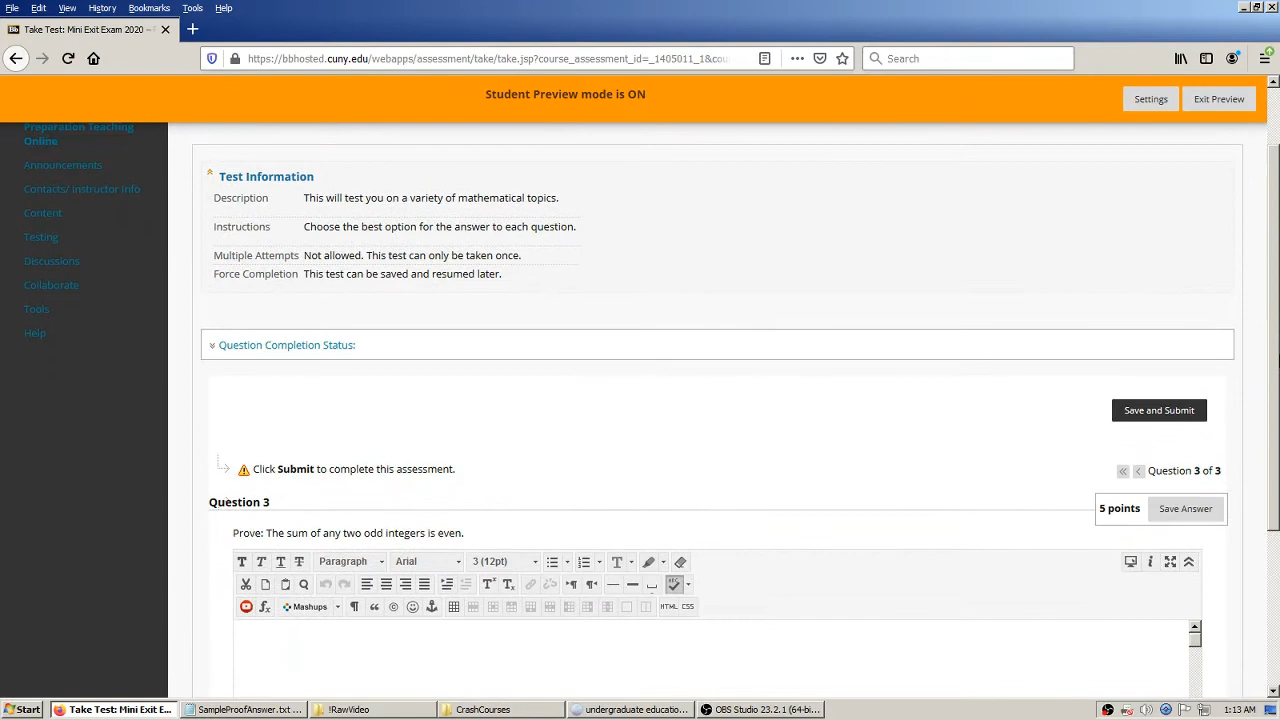 File Edit View History Bookmarks Tools Help
Take Test: Mini Exit Exam 2020 –
https://bbhosted.cuny.edu/webapps/assessment/take/take.jsp?course_assessment_id=_1405011_1&cou
Search
Student Preview mode is ON
Settings Exit Preview
Preparation Teaching
Online
Announcements
Contacts/ Instructor Info
Content
Testing
Discussions
Collaborate
Tools
Help
Test Information
Description This will test you on a variety of mathematical topics.
Instructions Choose the best option for the answer to each question.
Multiple Attempts Not allowed. This test can only be taken once.
Force Completion This test can be saved and resumed later.
Question Completion Status:
Save and Submit
Click Submit to complete this assessment.
Question 3 of 3
Question 3
5 points Save Answer
Prove: The sum of any two odd integers is even.
Paragraph Arial 3 (12pt)
Mashups HTML CSS
Start Take Test: Mini Exit E... SampleProofAnswer.txt ... !RawVideo CrashCourses undergraduate educatio... OBS Studio 23.2.1 (64-bi... 1:13 AM